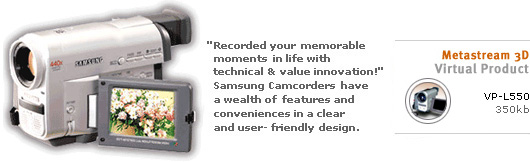 440x
SAMSUNG
"Recorded your memorable
moments in life with
technical & value innovation!"
Samsung Camcorders have
a wealth of features and
conveniences in a clear
and user- friendly design.
Metastream 3D
Virtual Product
VP-L550
350kb